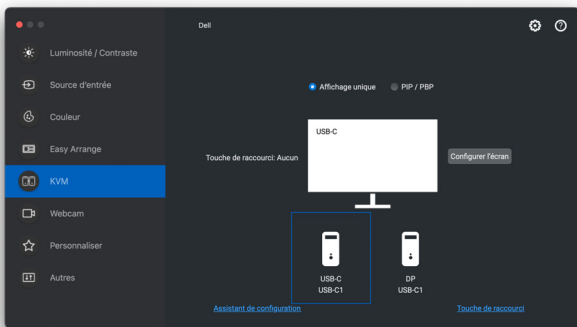 Dell
Luminosité / Contraste
Source d'entrée
Couleur
Easy Arrange
KVM
Webcam
Personnaliser
Autres
Affichage unique
PIP / PBP
USB-C
Touche de raccourci: Aucun
Configurer l'écran
USB-C
USB-C1
DP
USB-C1
Assistant de configuration
Touche de raccourci